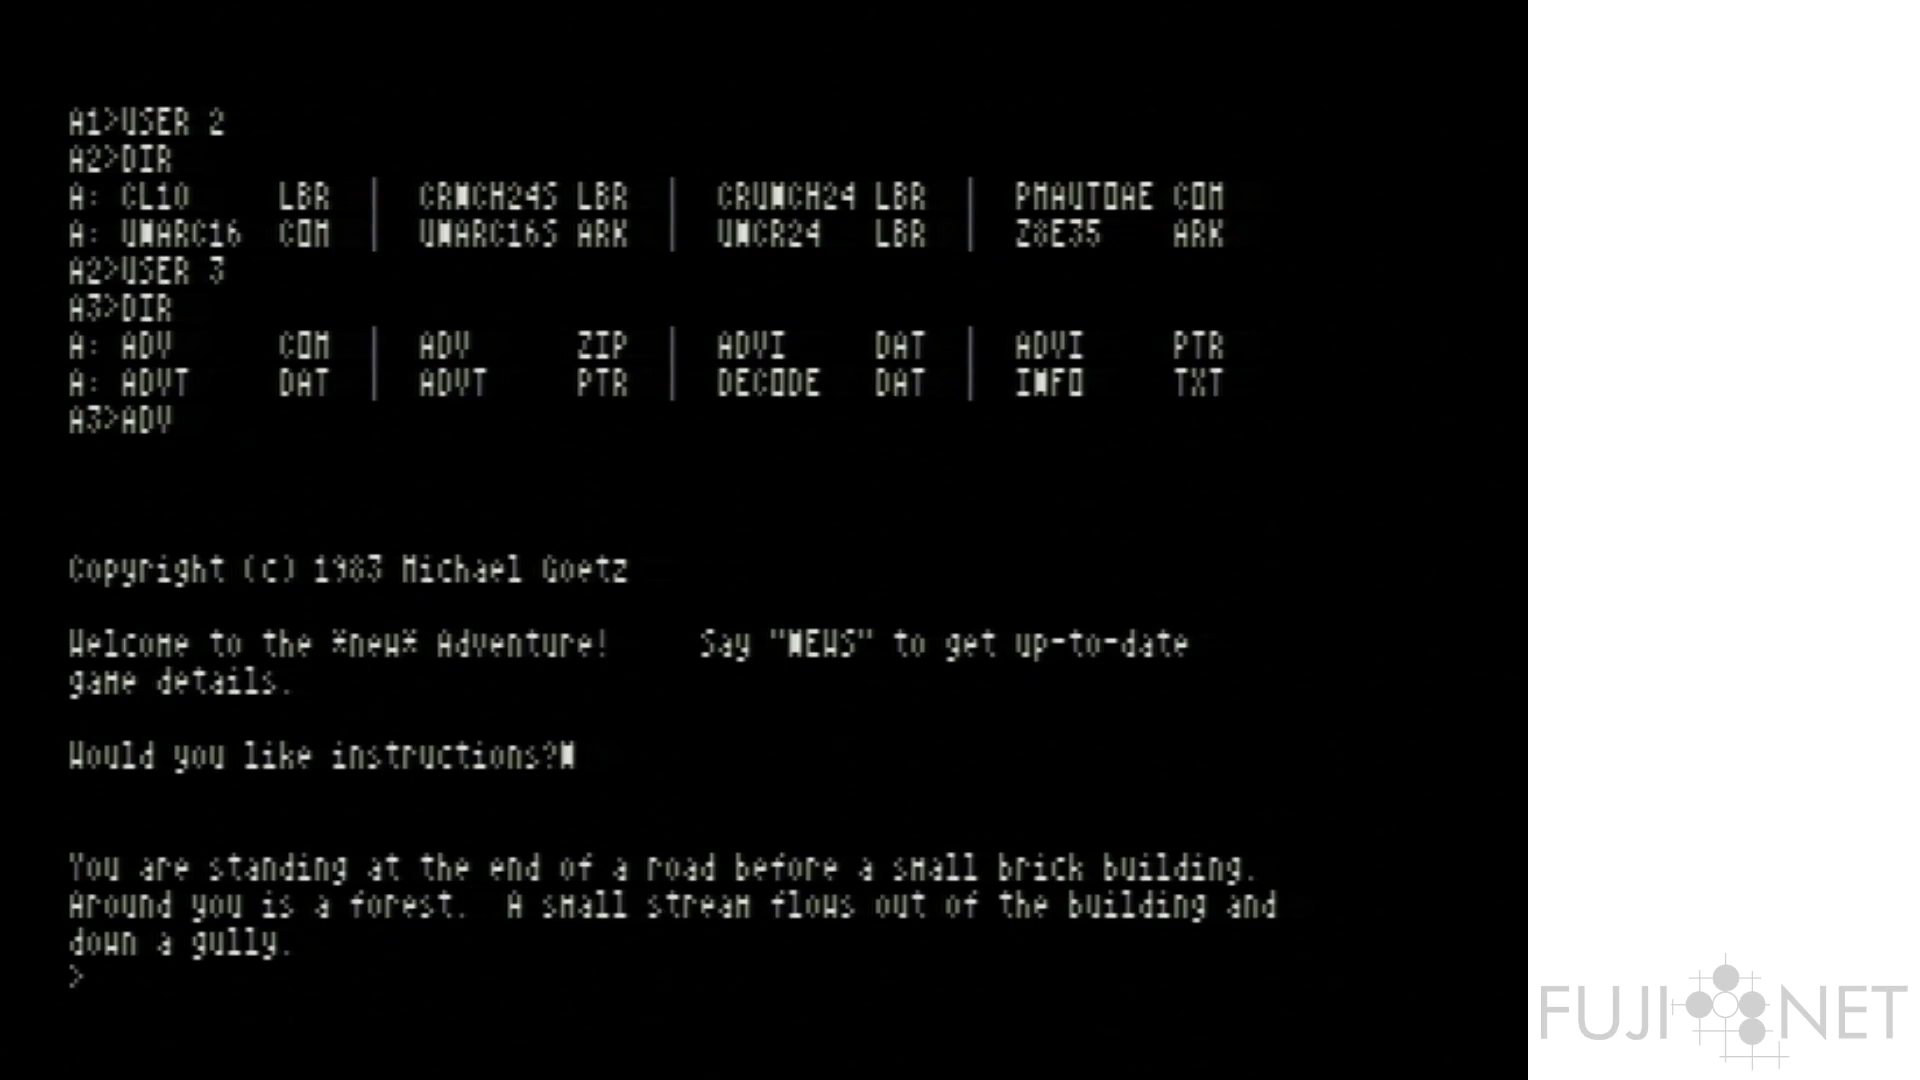 A1>USER 2
A2>DIR
A: CL10     LBR | CRNCH24S LBR | CRUNCH24 LBR | PMAUTOAE COM
A: UNARC16  COM | UNARC16S ARK | UNCR24   LBR | Z8E35    ARK
A2>USER 3
A3>DIR
A: ADV      COM | ADV      ZIP | ADVI     DAT | ADVI     PTR
A: ADVT     DAT | ADVT     PTR | DECODE   DAT | INFO     TXT
A3>ADV
Copyright (c) 1983 Michael Goetz
Welcome to the *new* Adventure!     Say "NEWS" to get up-to-date
game details.
Would you like instructions?N
You are standing at the end of a road before a small brick building.
Around you is a forest.  A small stream flows out of the building and
down a gully.
>
FUJINET